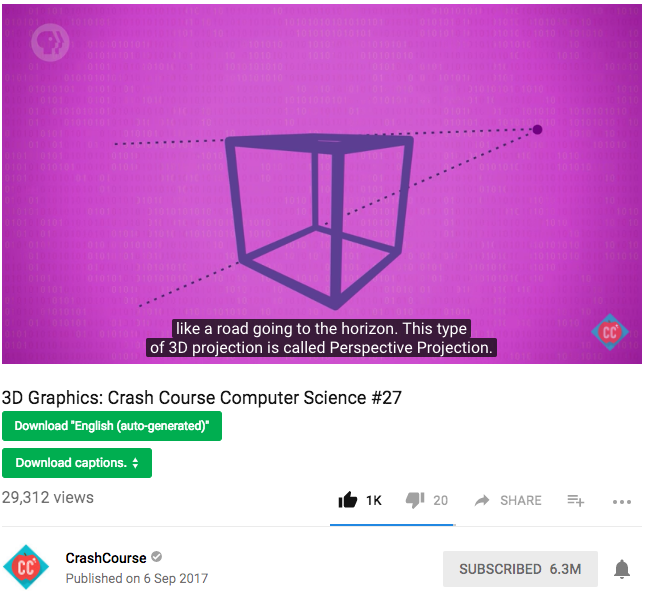 like a road going to the horizon. This type
of 3D projection is called Perspective Projection.
CC
3D Graphics: Crash Course Computer Science #27
Download "English (auto-generated)"
Download captions.
29,312 views
1K
20
SHARE
CC
CrashCourse
Published on 6 Sep 2017
SUBSCRIBED 6.3M